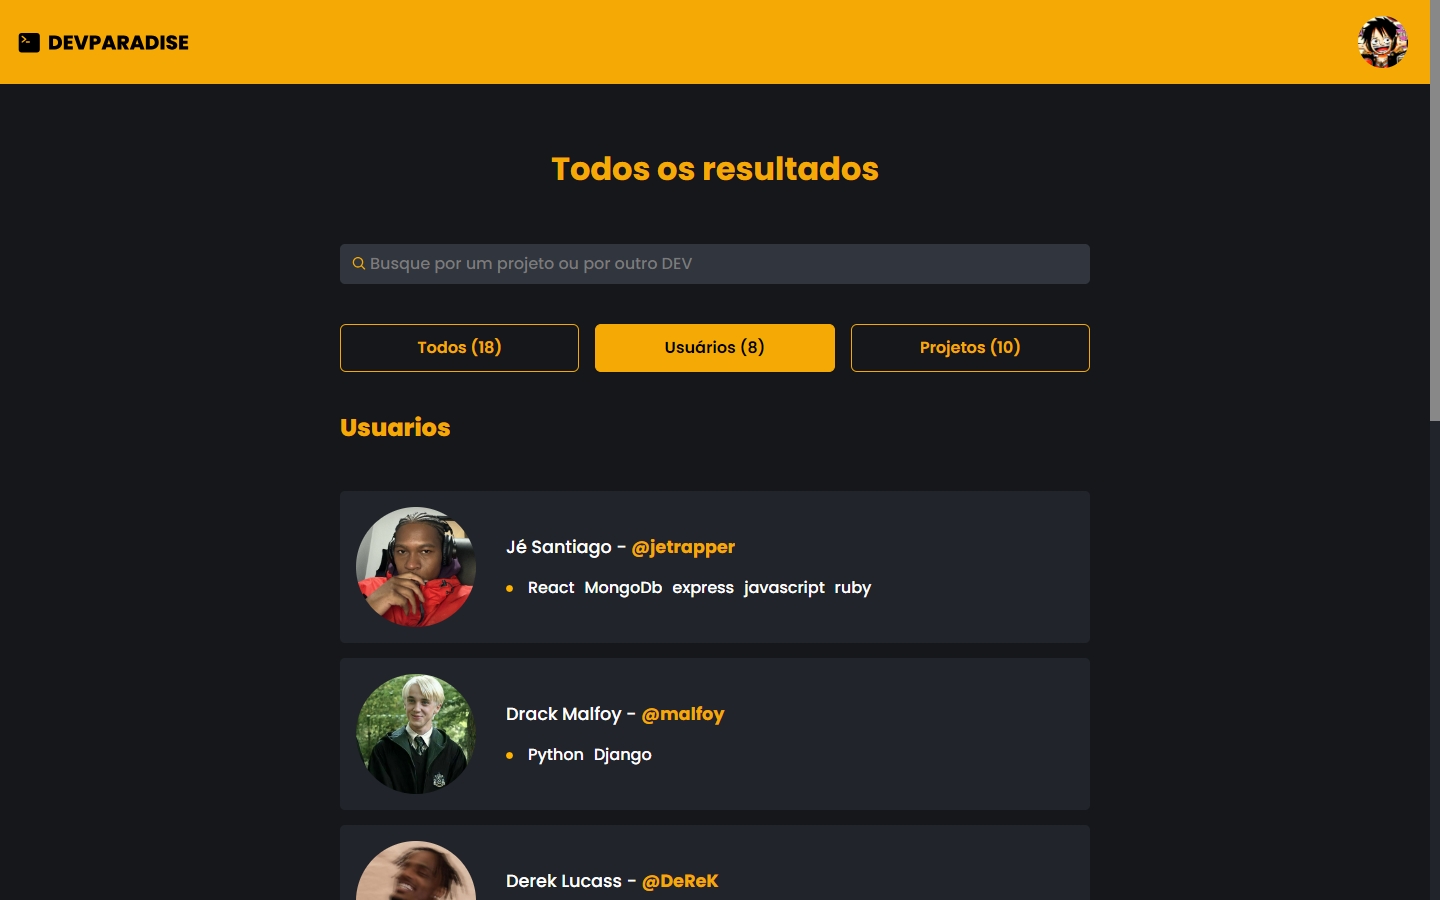 DEVPARADISE
Todos os resultados
Busque por um projeto ou por outro DEV
Todos (18)
Usuários (8)
Projetos (10)
Usuarios
Jé Santiago - @jetrapper
React MongoDb express javascript ruby
Drack Malfoy - @malfoy
Python Django
Derek Lucass - @DeReK